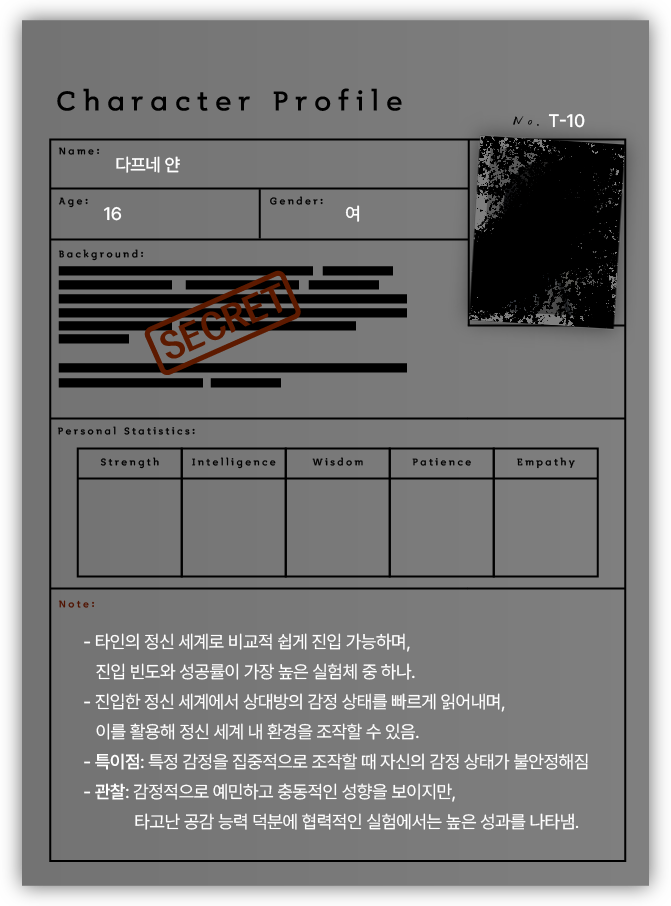 Character Profile
No. T-10
Name:
다프네 얀
Age:
16
Gender:
여
Background:
SECRET
Personal Statistics:
Strength Intelligence Wisdom Patience Empathy
Note:
- 타인의 정신 세계로 비교적 쉽게 진입 가능하며,
진입 빈도와 성공률이 가장 높은 실험체 중 하나.
- 진입한 정신 세계에서 상대방의 감정 상태를 빠르게 읽어내며,
이를 활용해 정신 세계 내 환경을 조작할 수 있음.
- 특이점: 특정 감정을 집중적으로 조작할 때 자신의 감정 상태가 불안정해짐
- 관찰: 감정적으로 예민하고 충동적인 성향을 보이지만,
타고난 공감 능력 덕분에 협력적인 실험에서는 높은 성과를 나타냄.